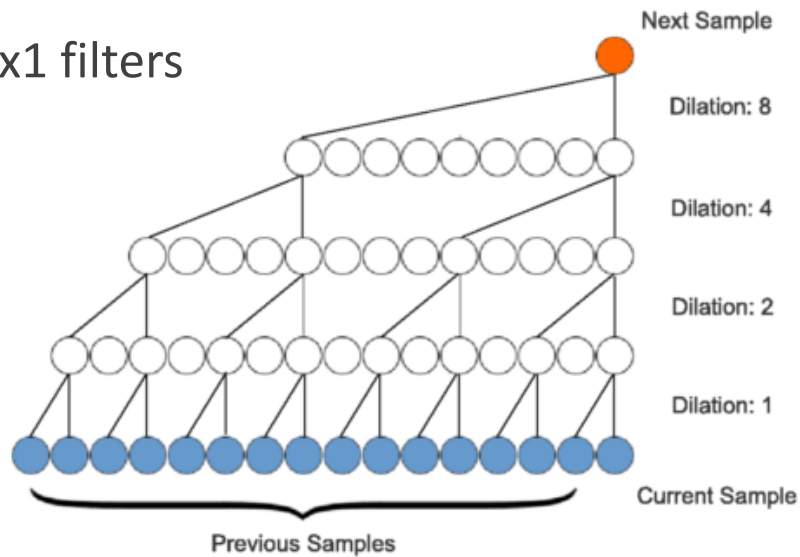 x1 filters
Next Sample
Dilation: 8
Dilation: 4
Dilation: 2
Dilation: 1
Current Sample
Previous Samples